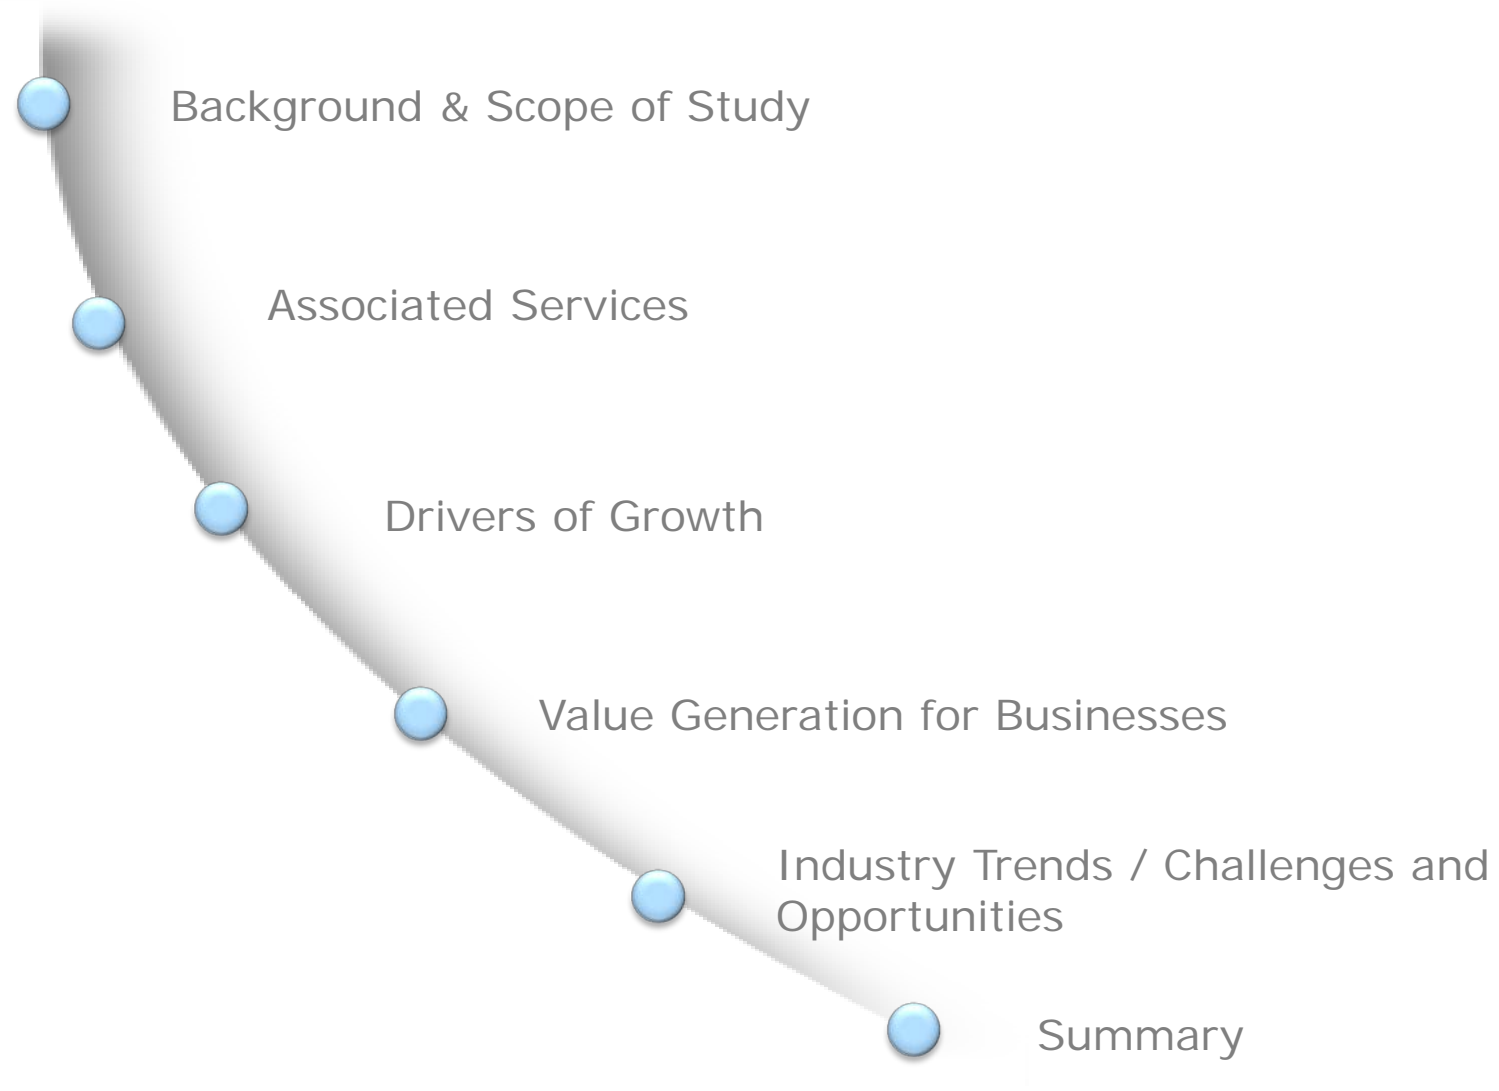 Background & Scope of Study
Associated Services
Drivers of Growth
Value Generation for Businesses
Industry Trends / Challenges and
Opportunities
Summary